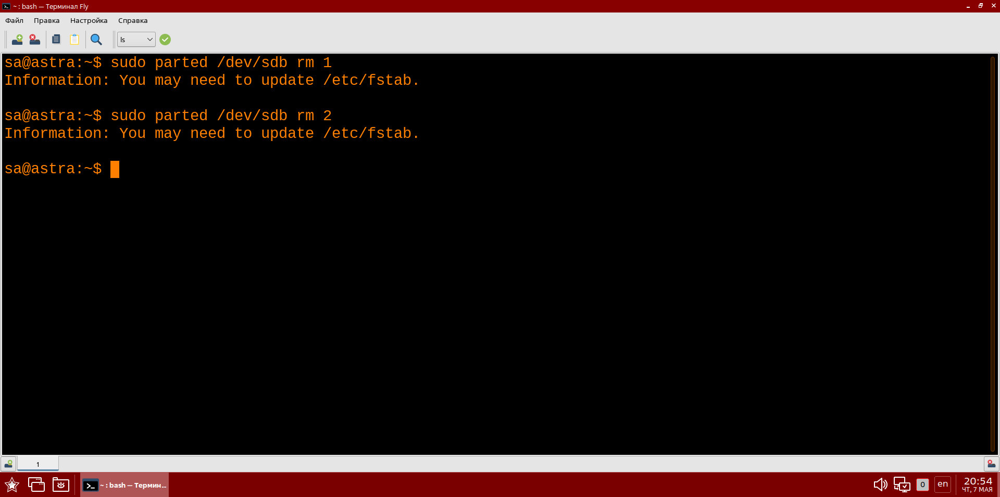 ~ : bash — Терминал Fly
Файл Правка Настройка Справка
ls
sa@astra:~$ sudo parted /dev/sdb rm 1
Information: You may need to update /etc/fstab.
sa@astra:~$ sudo parted /dev/sdb rm 2
Information: You may need to update /etc/fstab.
sa@astra:~$
1
~ : bash — Термин...
0
en
20:54
ЧТ, 7 МАЯ